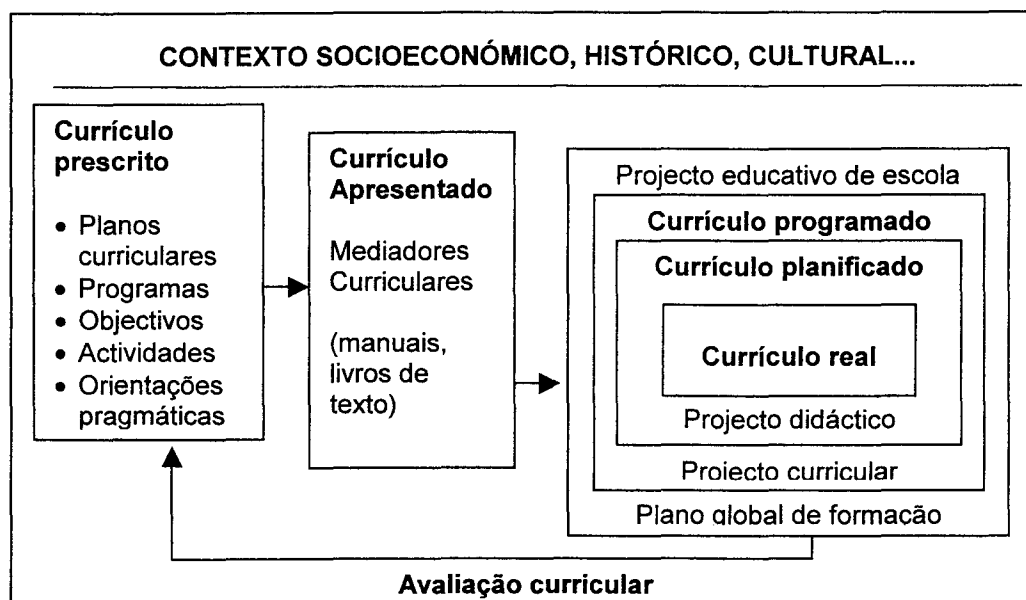 CONTEXTO SOCIOECONÓMICO, HISTÓRICO, CULTURAL...
Currículo
prescrito
• Planos
curriculares
• Programas
• Objectivos
• Actividades
• Orientações
pragmáticas
Currículo
Apresentado
Mediadores
Curriculares
(manuais,
livros de
texto)
Projecto educativo de escola
Currículo programado
Currículo planificado
Currículo real
Projecto didáctico
Projecto curricular
Plano global de formação
Avaliação curricular